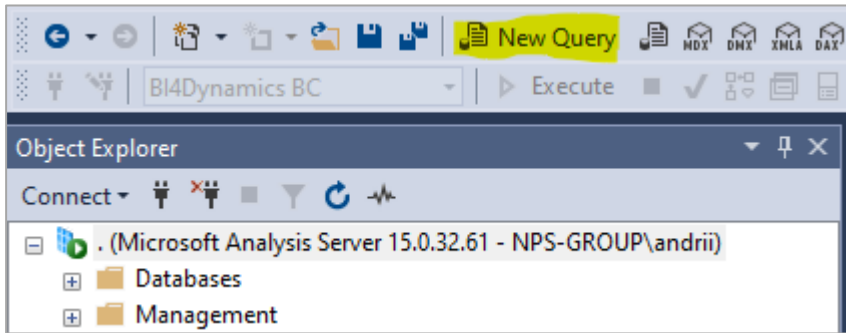 New Query MDX DMX XMLA DAX
BI4Dynamics BC Execute
Object Explorer
Connect
. (Microsoft Analysis Server 15.0.32.61 - NPS-GROUP\andrii)
Databases
Management